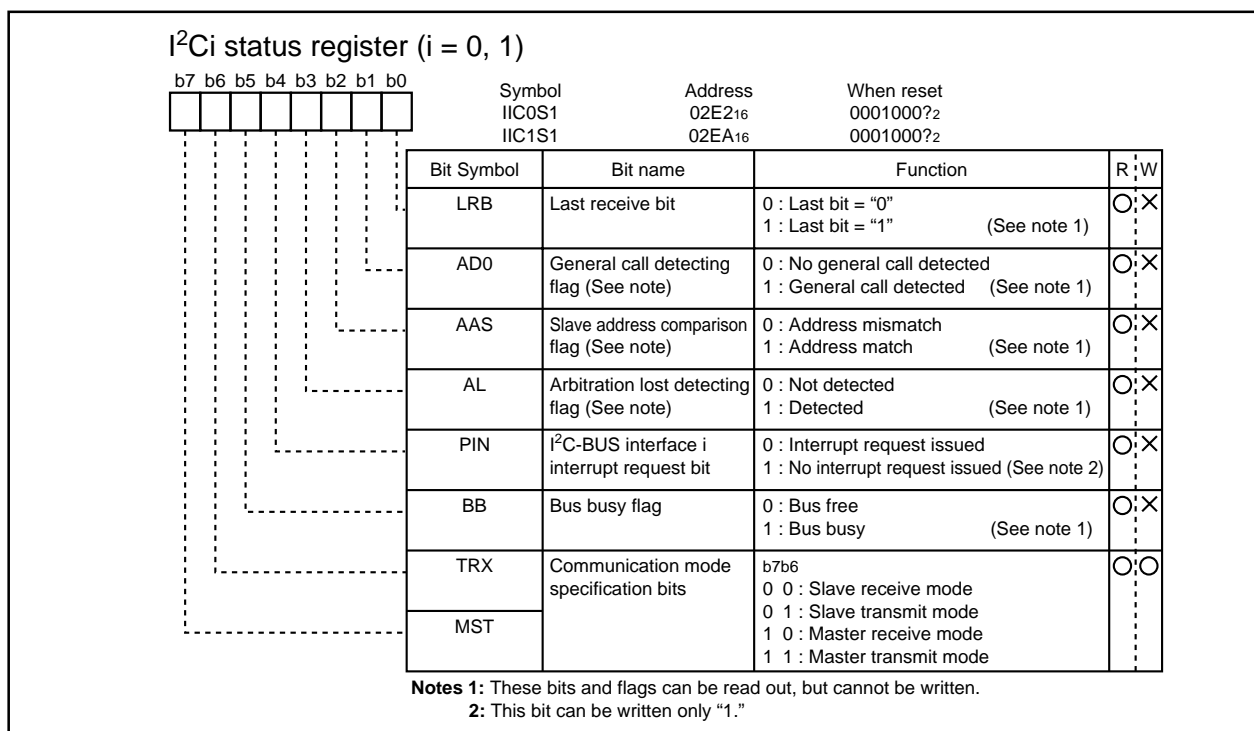 I²Ci status register (i = 0, 1)
b7 b6 b5 b4 b3 b2 b1 b0
Symbol Address When reset
IIC0S1 02E216 0001000?2
IIC1S1 02EA16 0001000?2
Bit Symbol Bit name Function R W
LRB Last receive bit 0 : Last bit = “0” ○ ×
1 : Last bit = “1” (See note 1)
AD0 General call detecting 0 : No general call detected ○ ×
flag (See note) 1 : General call detected (See note 1)
AAS Slave address comparison 0 : Address mismatch ○ ×
flag (See note) 1 : Address match (See note 1)
AL Arbitration lost detecting 0 : Not detected ○ ×
flag (See note) 1 : Detected (See note 1)
PIN I²C-BUS interface i 0 : Interrupt request issued ○ ×
interrupt request bit 1 : No interrupt request issued (See note 2)
BB Bus busy flag 0 : Bus free ○ ×
1 : Bus busy (See note 1)
TRX Communication mode b7b6 ○ ○
specification bits 0 0 : Slave receive mode
0 1 : Slave transmit mode
MST 1 0 : Master receive mode
1 1 : Master transmit mode
Notes 1: These bits and flags can be read out, but cannot be written.
2: This bit can be written only “1.”